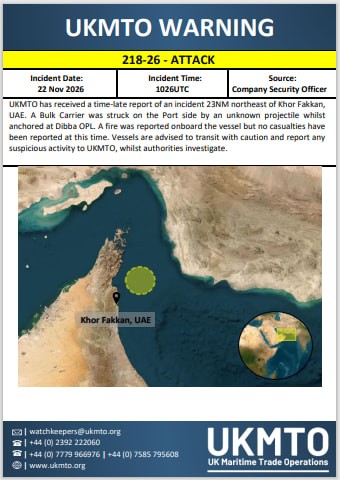 UKMTO WARNING
218-26 - ATTACK
Incident Date:
22 Nov 2026
Incident Time:
1026UTC
Source:
Company Security Officer
UKMTO has received a time-late report of an incident 23NM northeast of Khor Fakkan,
UAE. A Bulk Carrier was struck on the Port side by an unknown projectile whilst
anchored at Dibba OPL. A fire was reported onboard the vessel but no casualties have
been reported at this time. Vessels are advised to transit with caution and report any
suspicious activity to UKMTO, whilst authorities investigate.
Khor Fakkan, UAE
| watchkeepers@ukmto.org
| +44 (0) 2392 222060
| +44 (0) 7779 966976 | +44 (0) 7585 795608
| www.ukmto.org
UKMTO
UK Maritime Trade Operations